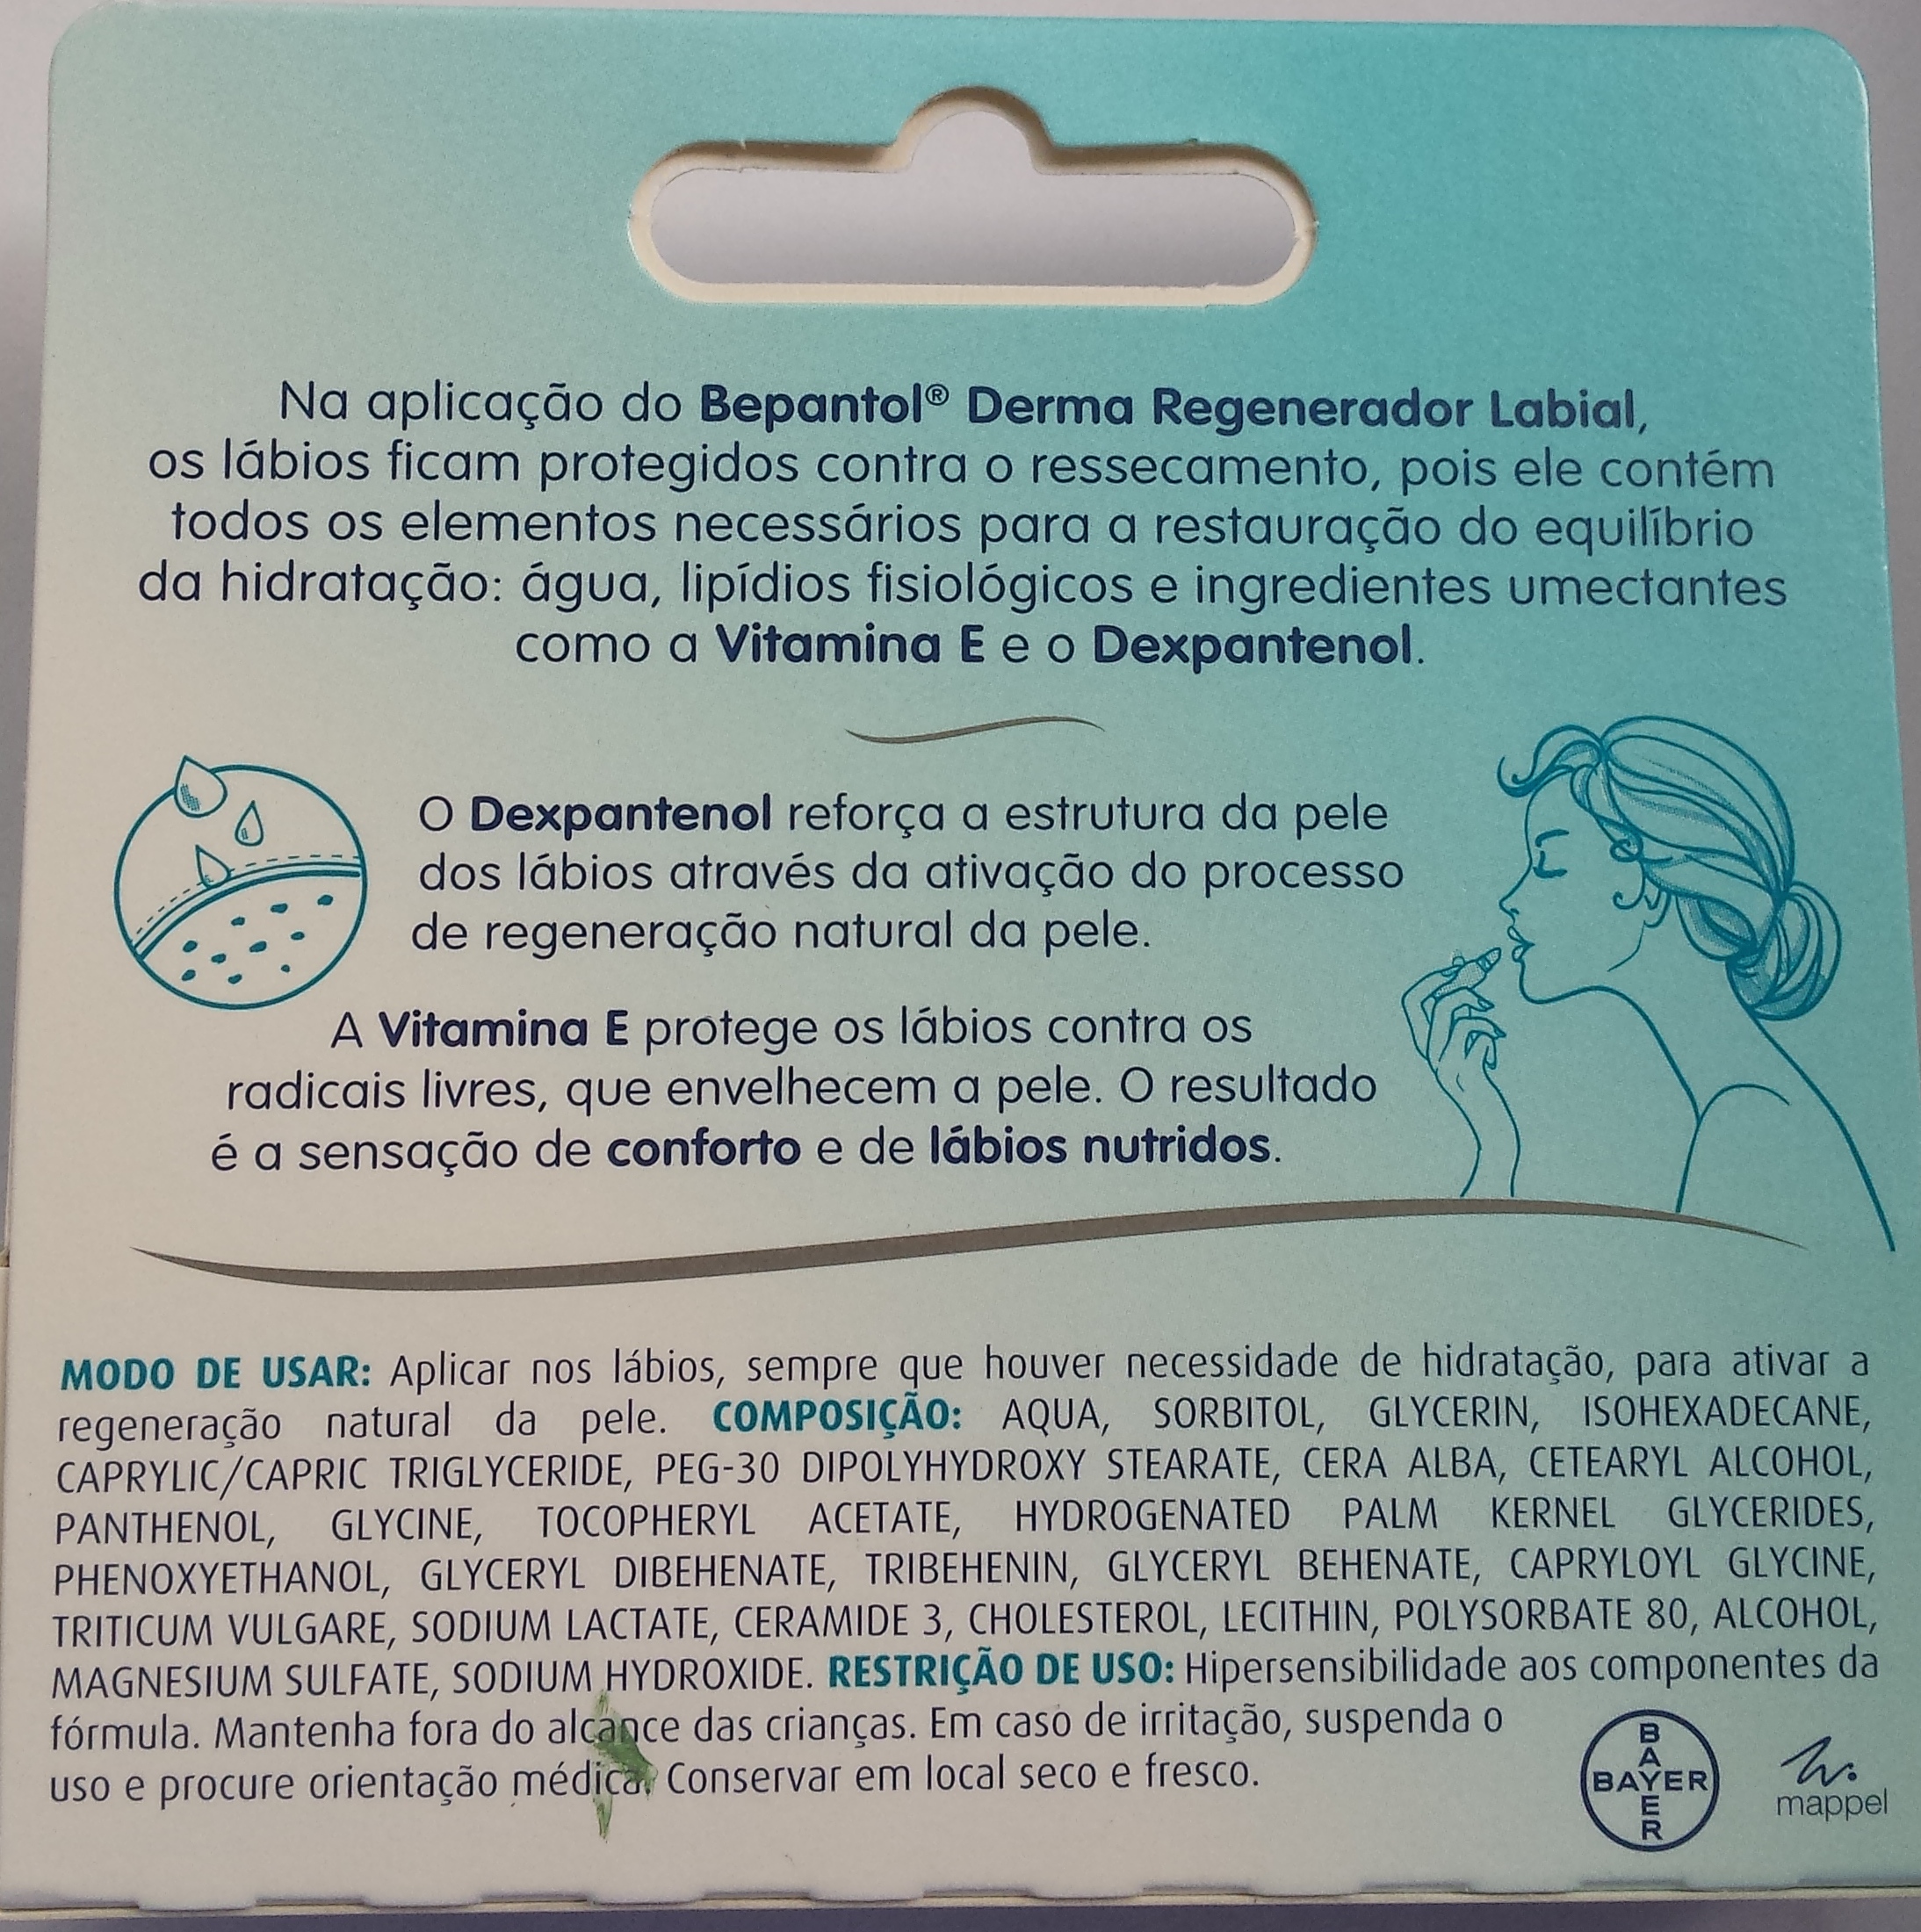 Na aplicação do Bepantol® Derma Regenerador Labial,
os lábios ficam protegidos contra o ressecamento, pois ele contém
todos os elementos necessários para a restauração do equilíbrio
da hidratação: água, lipídios fisiológicos e ingredientes umectantes
como a Vitamina E e o Dexpantenol.
O Dexpantenol reforça a estrutura da pele
dos lábios através da ativação do processo
de regeneração natural da pele.
A Vitamina E protege os lábios contra os
radicais livres, que envelhecem a pele. O resultado
é a sensação de conforto e de lábios nutridos.
MODO DE USAR: Aplicar nos lábios, sempre que houver necessidade de hidratação, para ativar a
regeneração natural da pele. COMPOSIÇÃO: AQUA, SORBITOL, GLYCERIN, ISOHEXADECANE,
CAPRYLIC/CAPRIC TRIGLYCERIDE, PEG-30 DIPOLYHYDROXY STEARATE, CERA ALBA, CETEARYL ALCOHOL,
PANTHENOL, GLYCINE, TOCOPHERYL ACETATE, HYDROGENATED PALM KERNEL GLYCERIDES,
PHENOXYETHANOL, GLYCERYL DIBEHENATE, TRIBEHENIN, GLYCERYL BEHENATE, CAPRYLOYL GLYCINE,
TRITICUM VULGARE, SODIUM LACTATE, CERAMIDE 3, CHOLESTEROL, LECITHIN, POLYSORBATE 80, ALCOHOL,
MAGNESIUM SULFATE, SODIUM HYDROXIDE. RESTRIÇÃO DE USO: Hipersensibilidade aos componentes da
fórmula. Mantenha fora do alcance das crianças. Em caso de irritação, suspenda o
uso e procure orientação médica. Conservar em local seco e fresco.
BAYER
BAYER
mappel